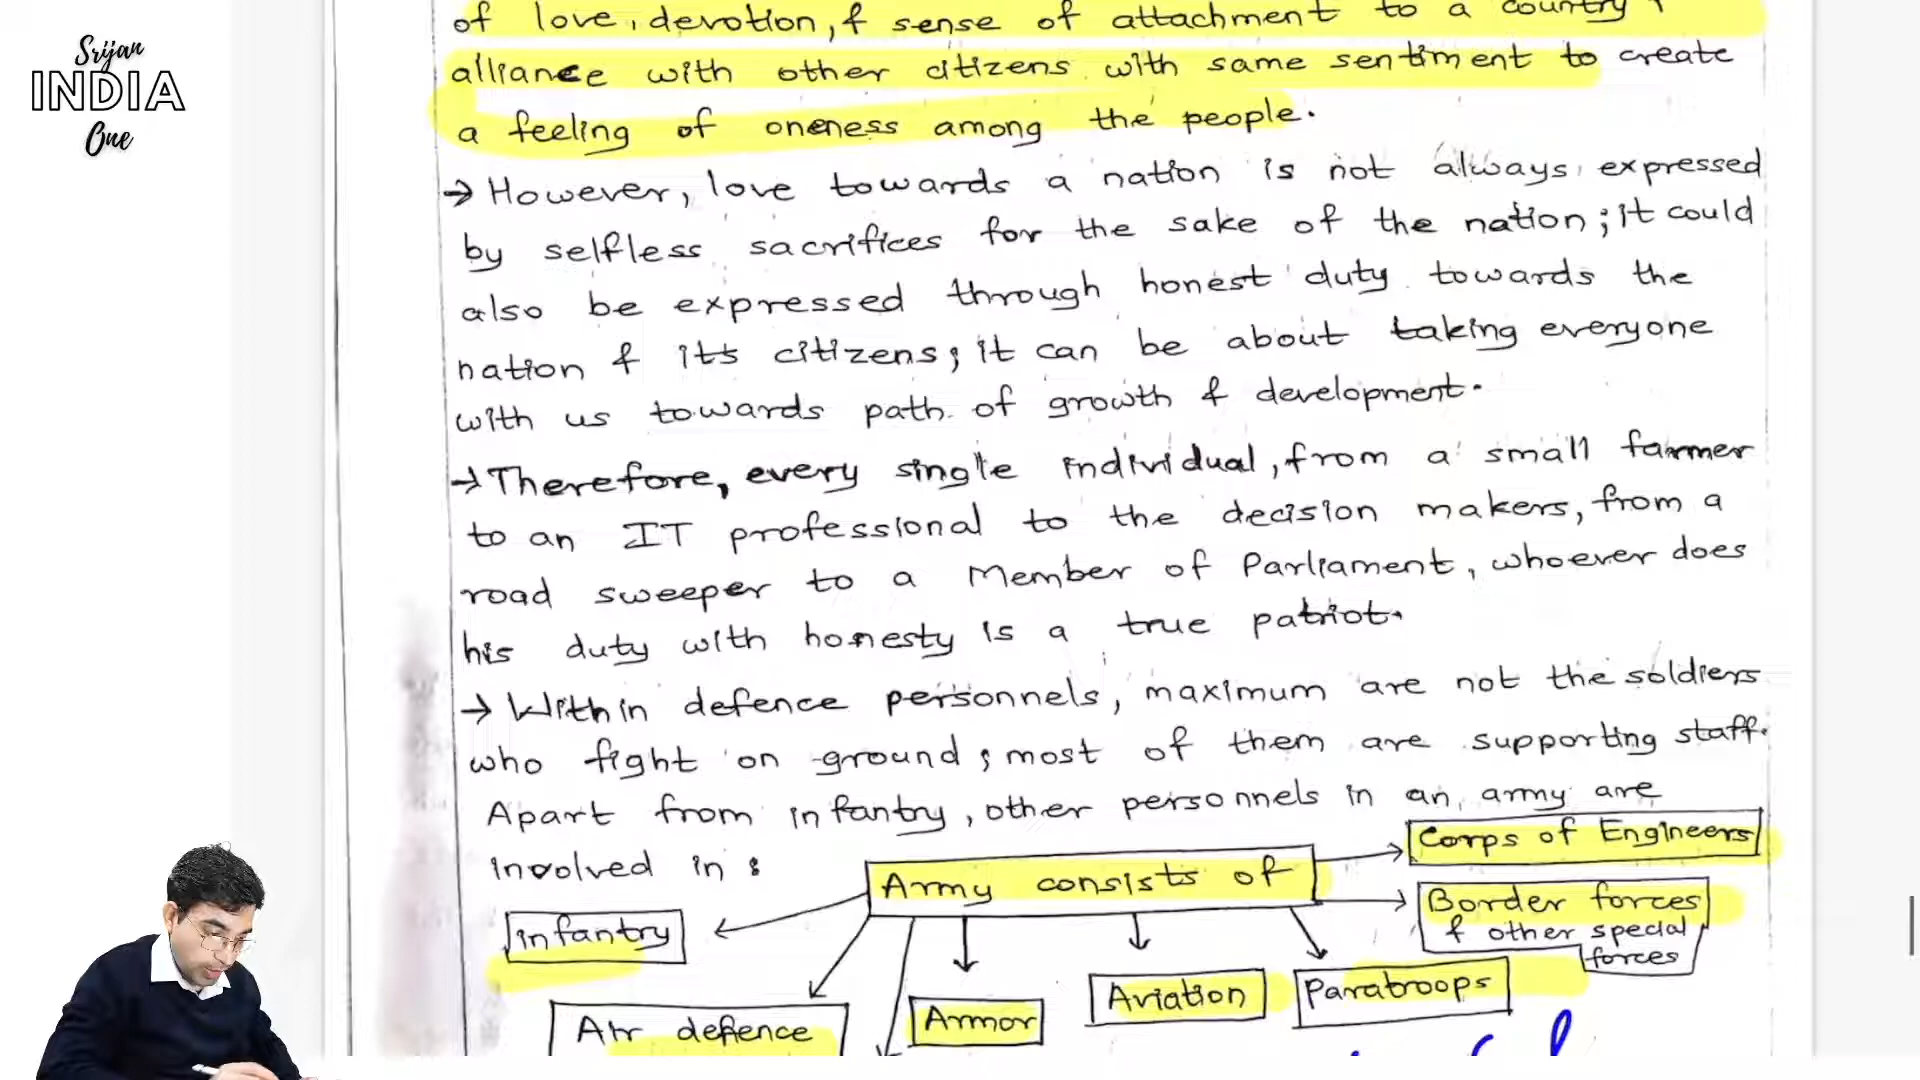 Srijan
INDIA
One
of love, devotion, & sense of attachment to a country &
alliance with other citizens with same sentiment to create
a feeling of oneness among the people.
→ However, love towards a nation is not always expressed
by selfless sacrifices for the sake of the nation; it could
also be expressed through honest duty towards the
nation & its citizens; it can be about taking everyone
with us towards path of growth & development.
→ Therefore, every single individual, from a small farmer
to an IT professional to the decision makers, from a
road sweeper to a Member of Parliament, whoever does
his duty with honesty is a true patriot.
→ Within defence personnels, maximum are not the soldiers
who fight on ground; most of them are supporting staff.
Apart from infantry, other personnels in an army are
involved in :
Army consists of
Corps of Engineers
Border forces
& other special
forces
Infantry
Air defence
Armor
Aviation
Paratroops